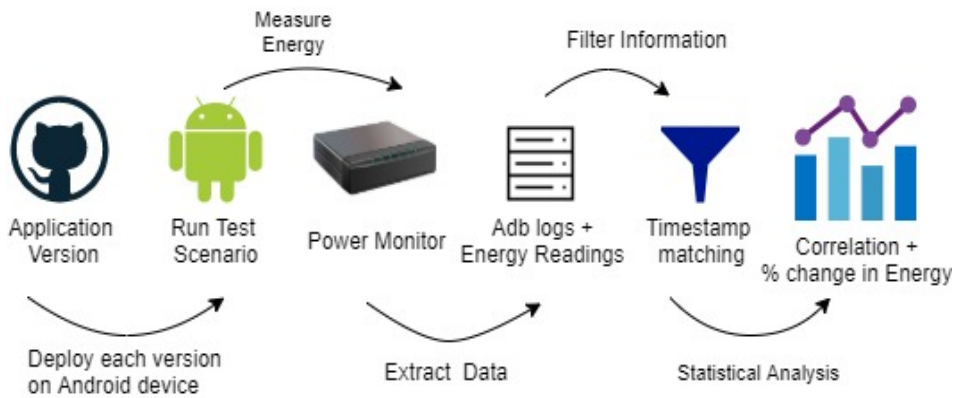 Measure
Energy
Filter Information
Application
Version
Run Test
Scenario
Power Monitor
Adb logs +
Energy Readings
Timestamp
matching
Correlation +
% change in Energy
Deploy each version
on Android device
Extract Data
Statistical Analysis